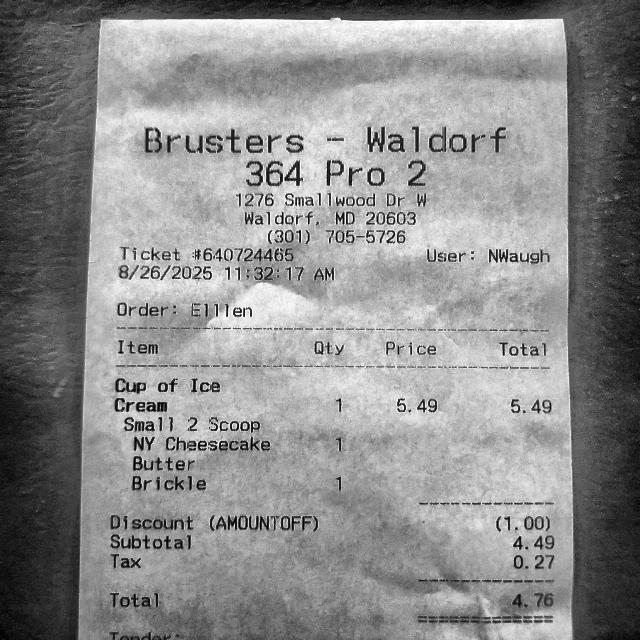 Brusters - Waldorf
364 Pro 2
1276 Smallwood Dr W
Waldorf, MD 20603
(301) 705-5726
Ticket #640724465 User: NWaugh
8/26/2025 11:32:17 AM
Order: Elllen
Item Qty Price Total
Cup of Ice
Cream 1 5.49 5.49
Small 2 Scoop
NY Cheesecake 1
Butter
Brickle 1
Discount (AMOUNTOFF) (1.00)
Subtotal 4.49
Tax 0.27
Total 4.76
Tender: